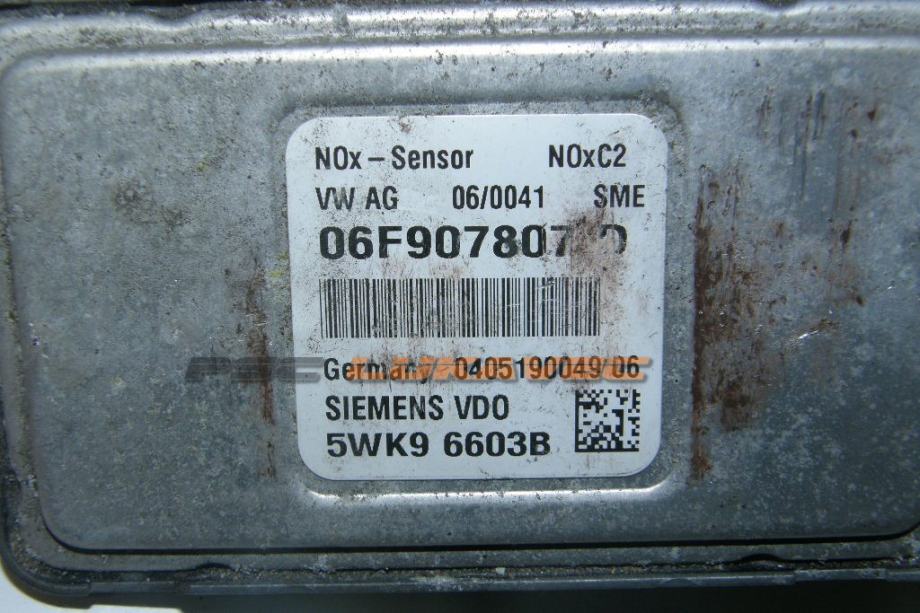 NOx-Sensor NOxC2
VW AG 06/0041 SME
06F907807 D
Germany 0405190049 06
SIEMENS VDO
5WK9 6603B